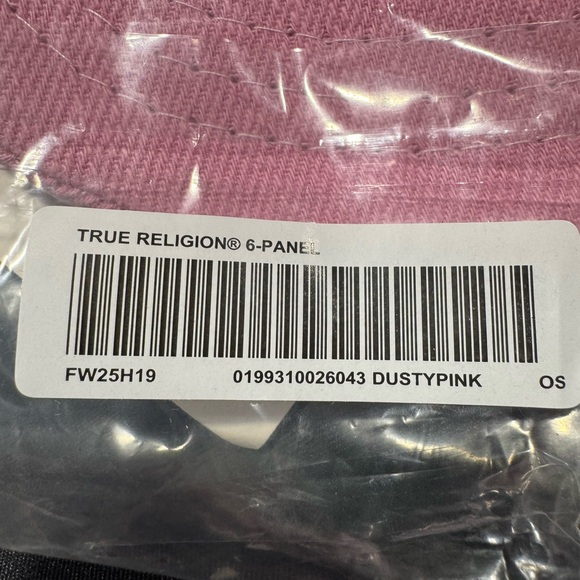 TRUE RELIGION® 6-PANEL
FW25H19 0199310026043 DUSTYPINK OS